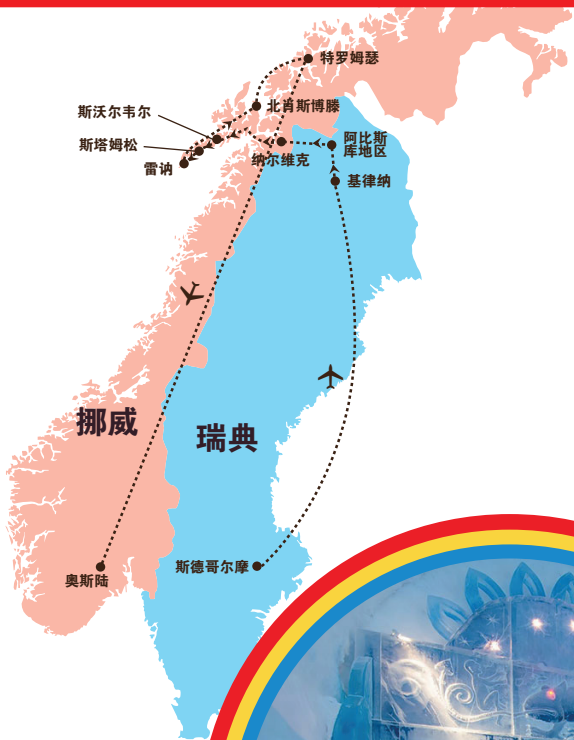 特罗姆瑟
北肖斯博滕
斯沃尔韦尔
斯塔姆松
雷讷
纳尔维克
阿比斯
库地区
基律纳
挪威
瑞典
奥斯陆
斯德哥尔摩